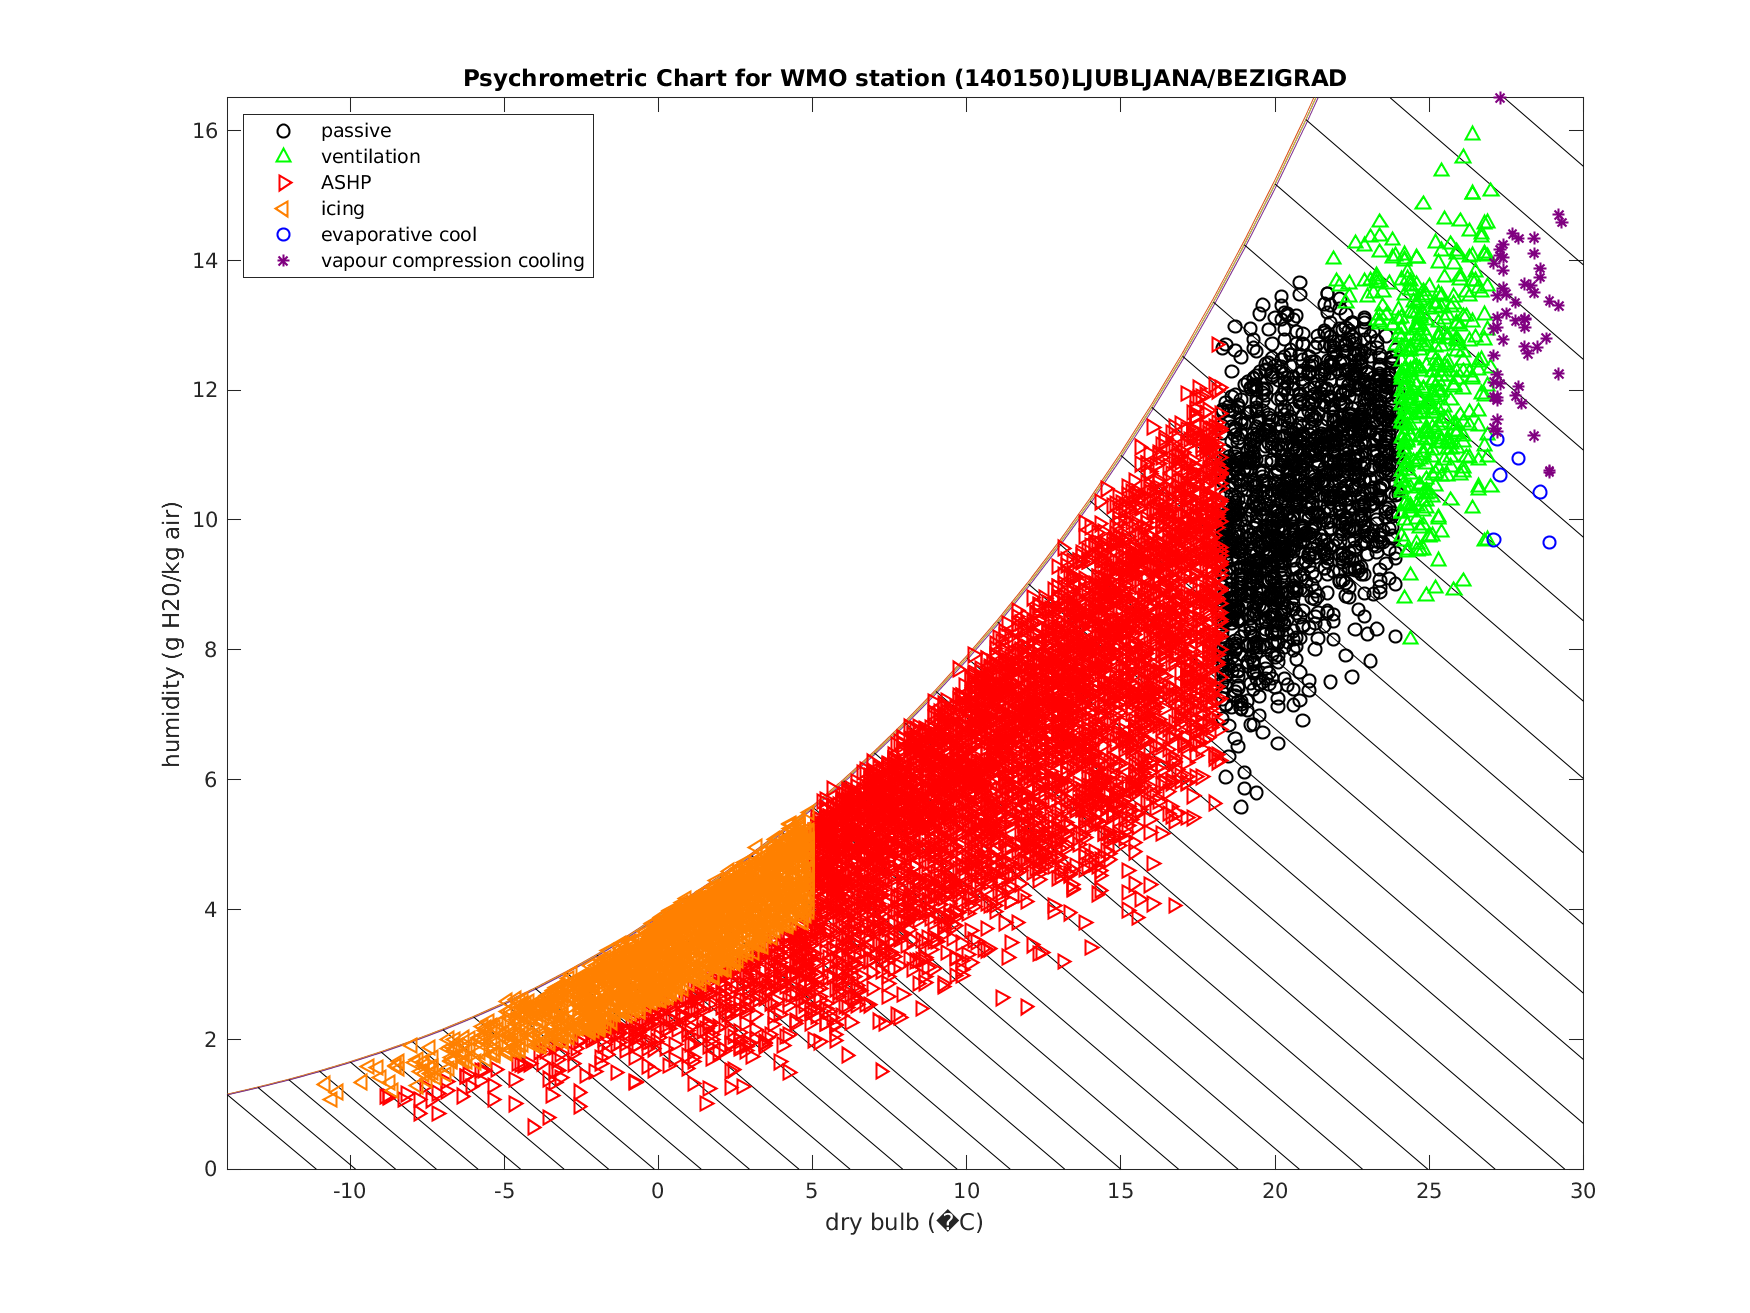 Psychrometric Chart for WMO station (140150)LJUBLJANA/BEZIGRAD
passive
ventilation
ASHP
icing
evaporative cool
vapour compression cooling
16
14
12
10
8
6
4
2
0
humidity (g H20/kg air)
-10 -5 0 5 10 15 20 25 30
dry bulb (�C)